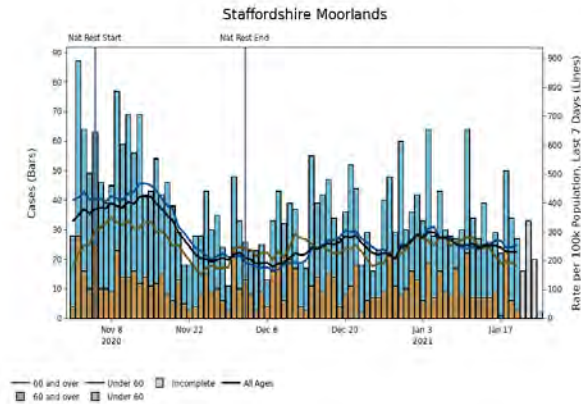 Staffordshire Moorlands
Nat Rest Start
Nat Rest End
Cases (Bars)
90
80
70
60
50
40
30
20
10
0
Rate per 100k Population, Last 7 Days (Lines)
900
800
700
600
500
400
300
200
100
0
Nov 8
2020
Nov 22
Dec 6
Dec 20
Jan 3
2021
Jan 17
60 and over
Under 60
Incomplete
All Ages
60 and over
Under 60